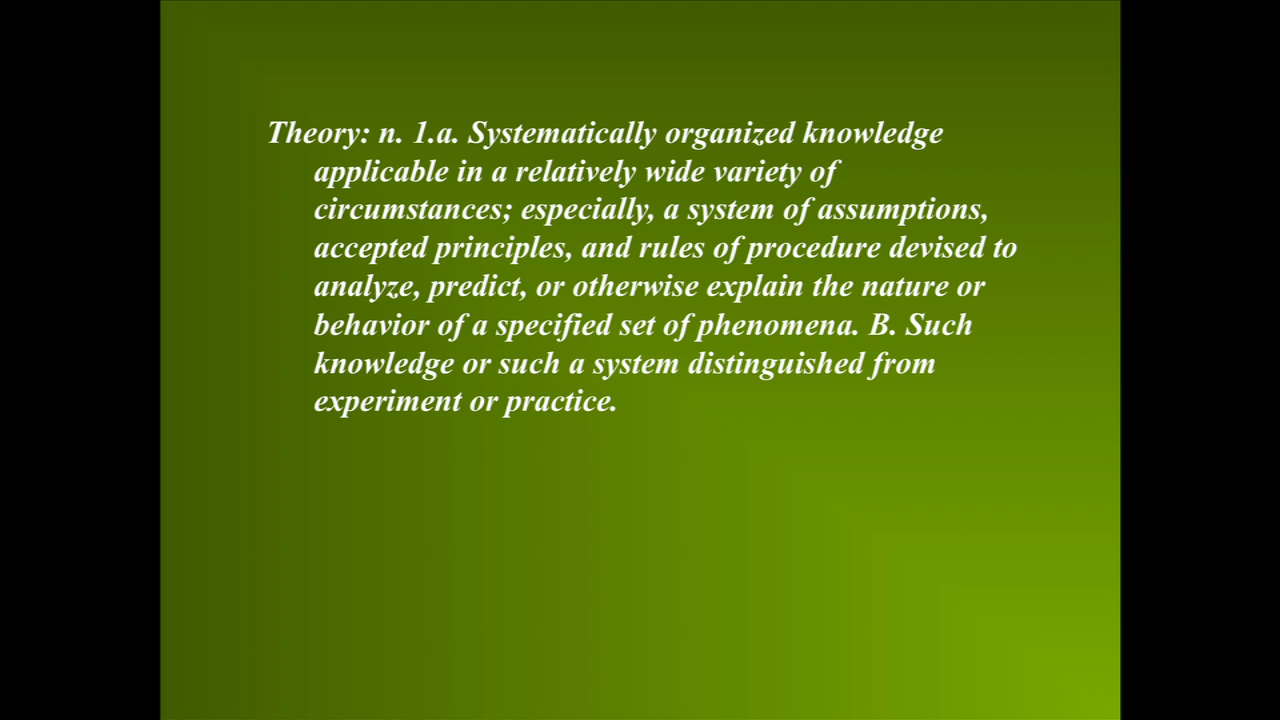 Theory: n. 1.a. Systematically organized knowledge
applicable in a relatively wide variety of
circumstances; especially, a system of assumptions,
accepted principles, and rules of procedure devised to
analyze, predict, or otherwise explain the nature or
behavior of a specified set of phenomena. B. Such
knowledge or such a system distinguished from
experiment or practice.